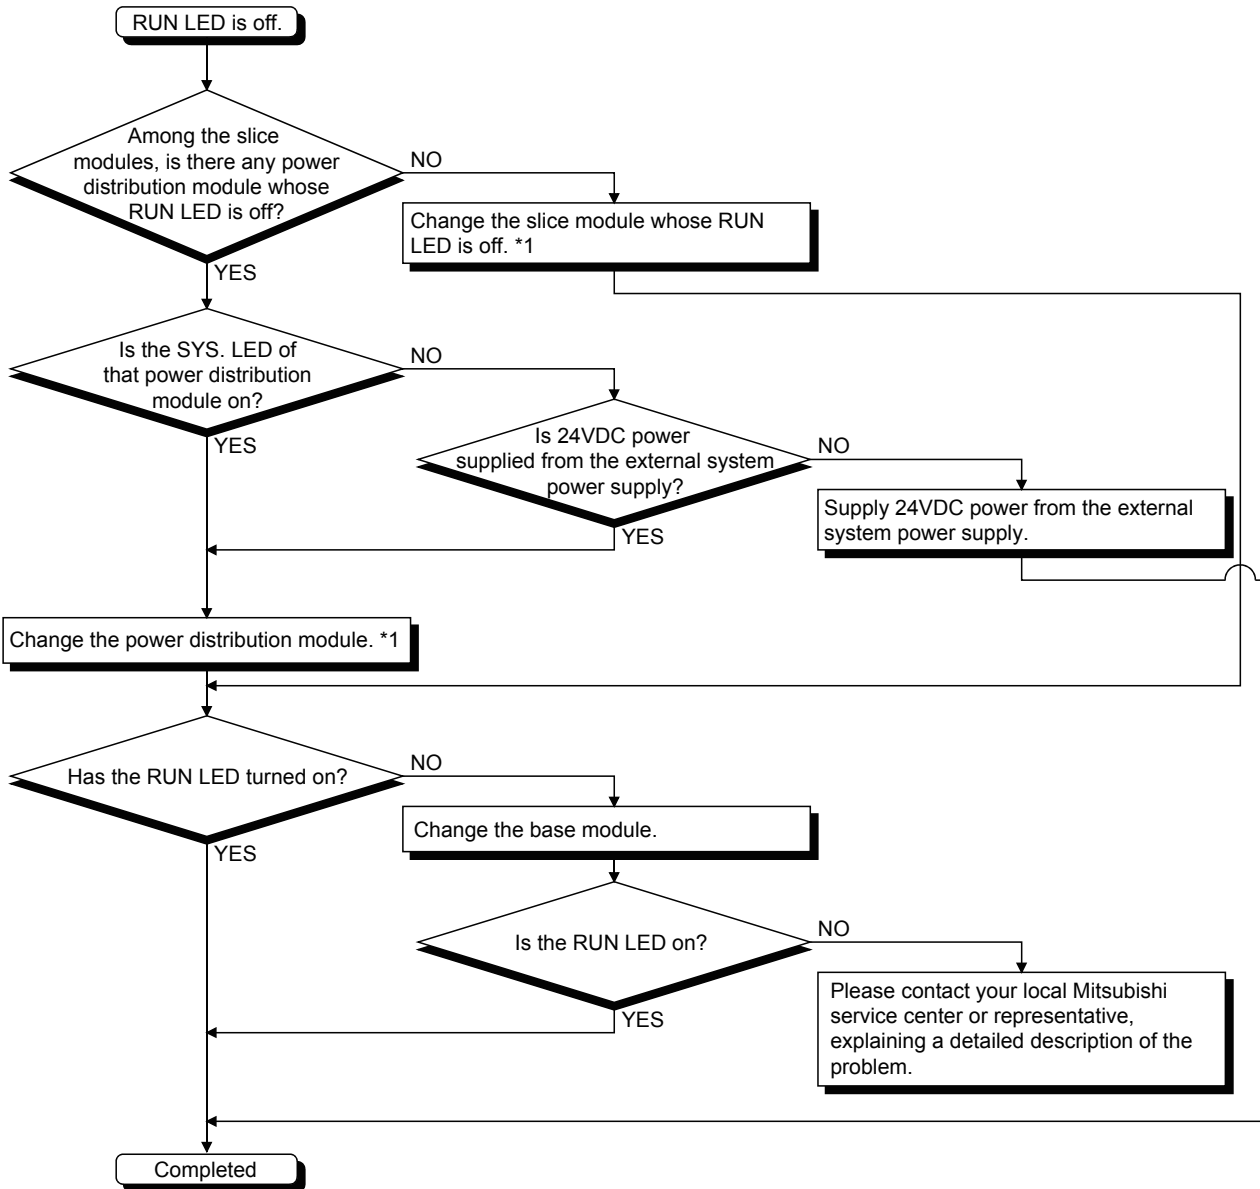 RUN LED is off.
Among the slice
modules, is there any power
distribution module whose
RUN LED is off?
NO
Change the slice module whose RUN
LED is off. *1
YES
Is the SYS. LED of
that power distribution
module on?
NO
YES
Is 24VDC power
supplied from the external system
power supply?
NO
Supply 24VDC power from the external
system power supply.
YES
Change the power distribution module. *1
Has the RUN LED turned on?
NO
Change the base module.
YES
Is the RUN LED on?
NO
Please contact your local Mitsubishi
service center or representative,
explaining a detailed description of the
problem.
YES
Completed